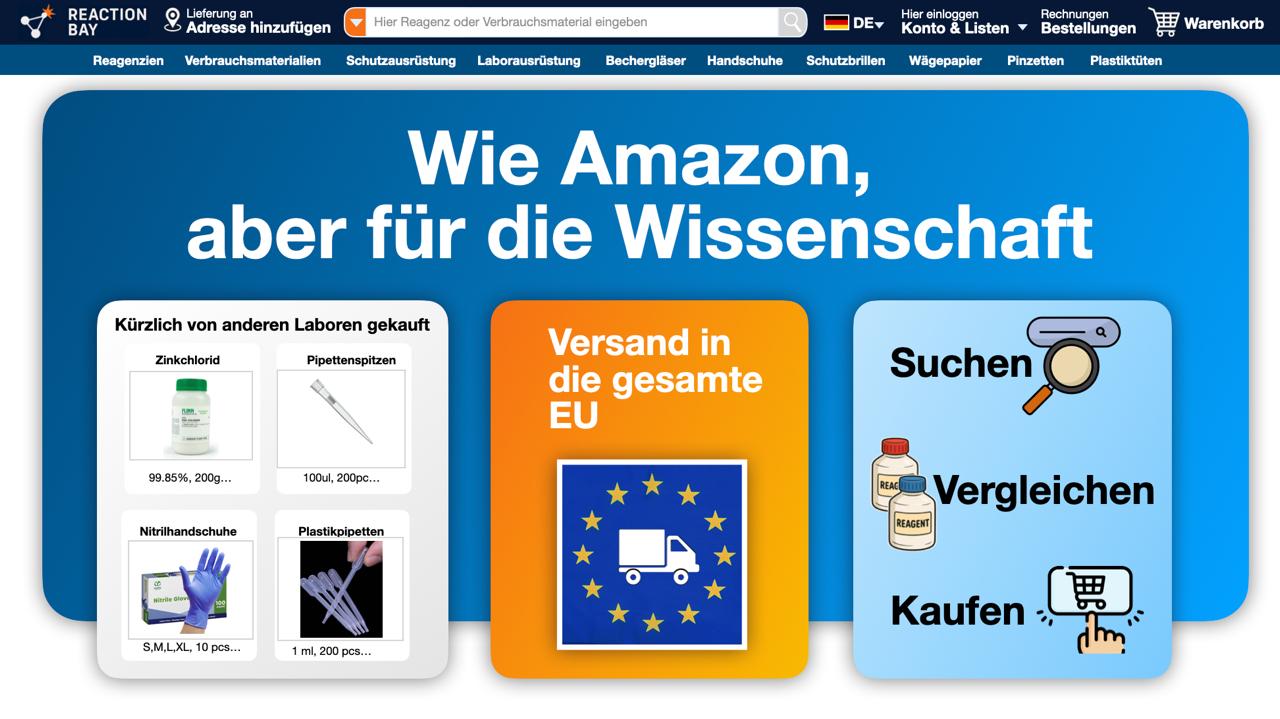 REACTION
BAY
Lieferung an
Adresse hinzufügen
Hier Reagenz oder Verbrauchsmaterial eingeben
DE
Hier einloggen
Konto & Listen
Rechnungen
Bestellungen
Warenkorb
Reagenzien Verbrauchsmaterialien Schutzausrüstung Laborausrüstung Bechergläser Handschuhe Schutzbrillen Wägepapier Pinzetten Plastiktüten
Wie Amazon,
aber für die Wissenschaft
Kürzlich von anderen Laboren gekauft
Zinkchlorid
99.85%, 200g...
Pipettenspitzen
100ul, 200pc...
Nitrilhandschuhe
Nitrile Glov
100
S,M,L,XL, 10 pcs...
Plastikpipetten
1 ml, 200 pcs...
Versand in
die gesamte
EU
Suchen
REAG
REAGENT
Vergleichen
Kaufen